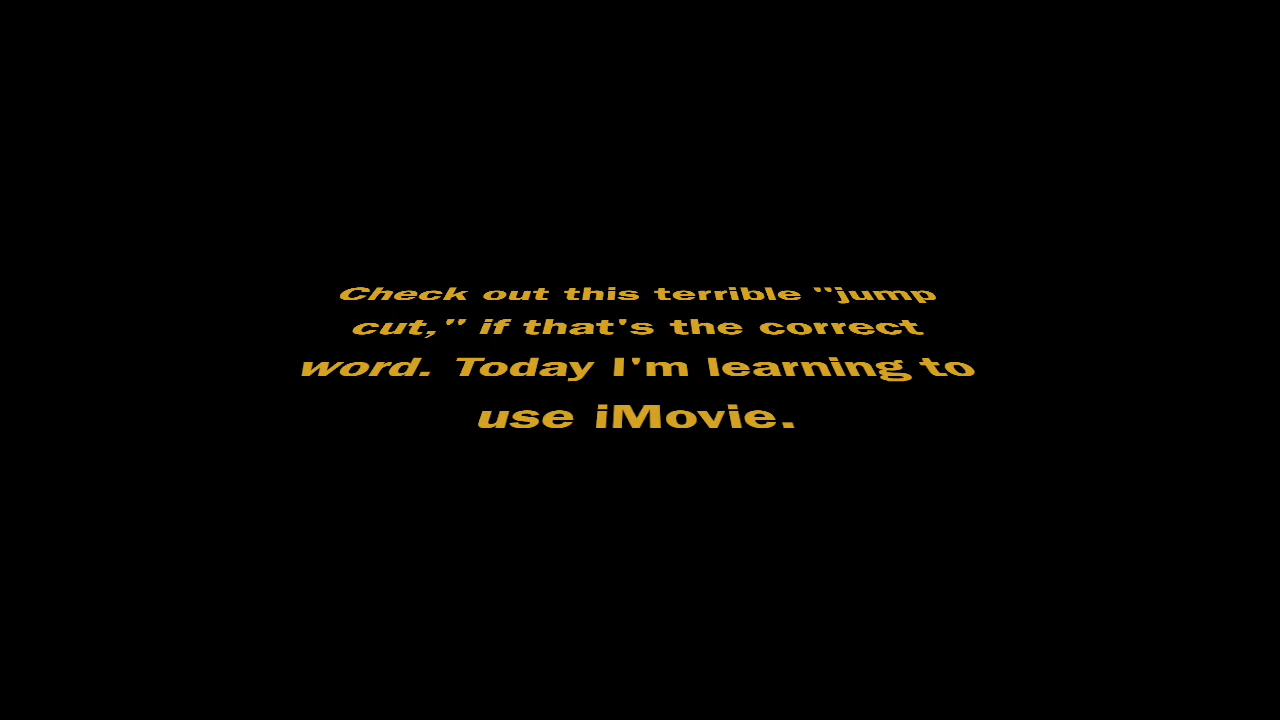 Check out this terrible "jump
cut," if that's the correct
word. Today I'm learning to
use iMovie.